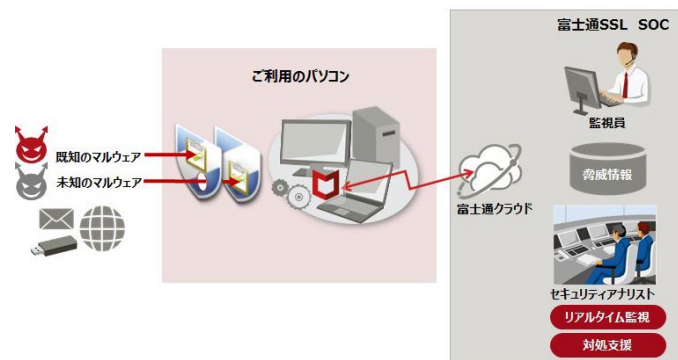 富士通SSL SOC
ご利用のパソコン
監視員
既知のマルウェア
未知のマルウェア
脅威情報
富士通クラウド
セキュリティアナリスト
リアルタイム監視
対処支援